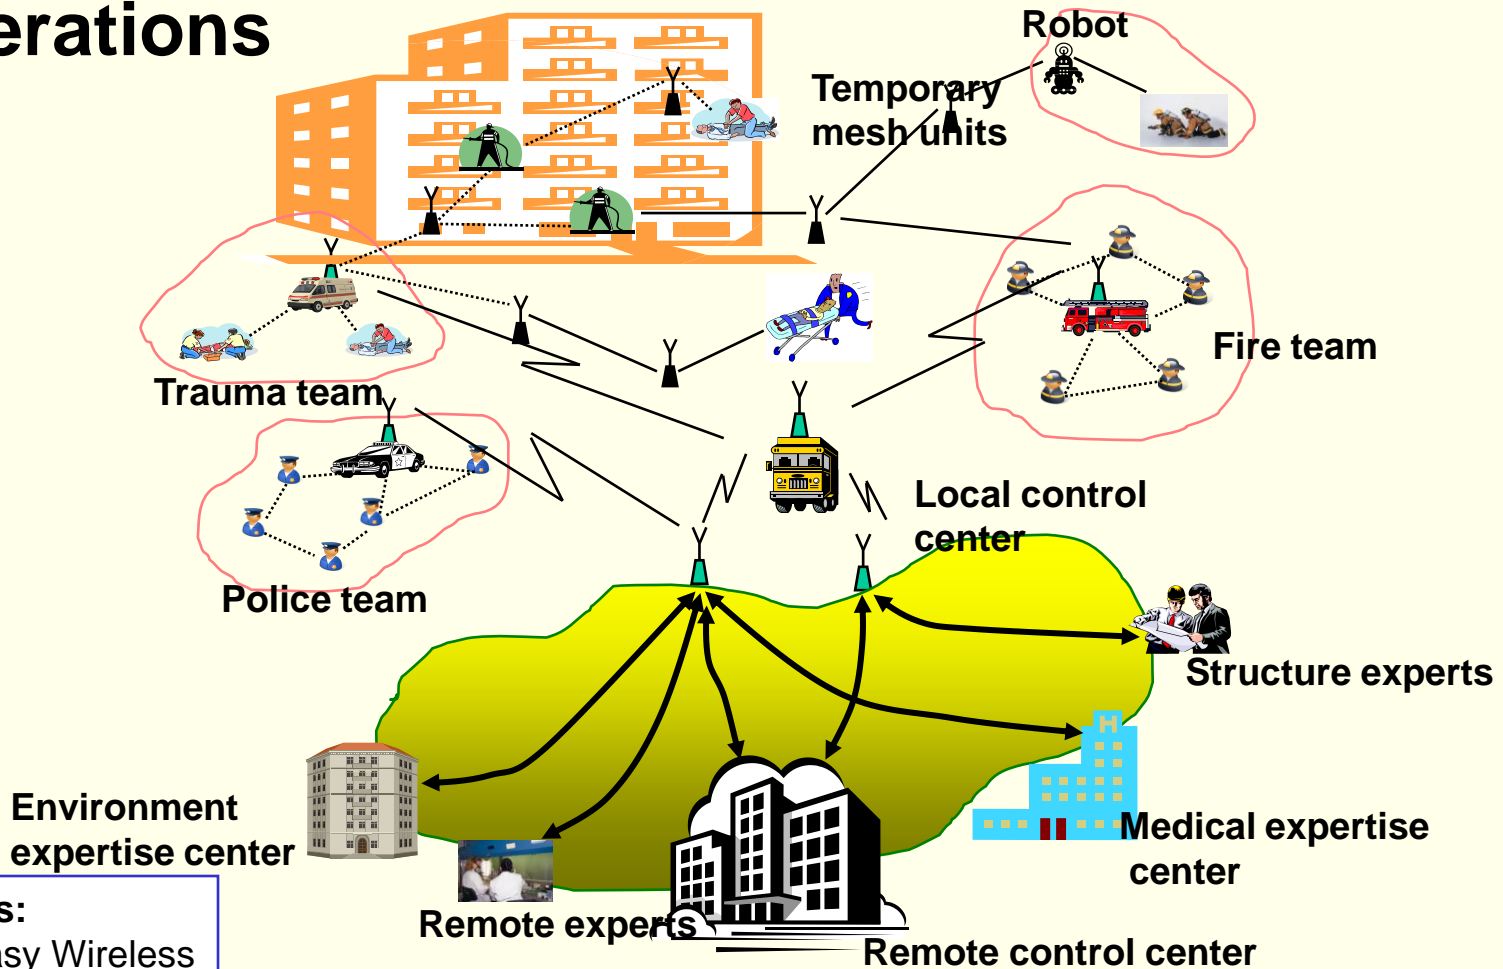 erations
Robot
Temporary
mesh units
Fire team
Trauma team
Local control
center
Police team
Structure experts
H
Environment
expertise center
Medical expertise
center
s:
asy Wireless
Remote experts
Remote control center